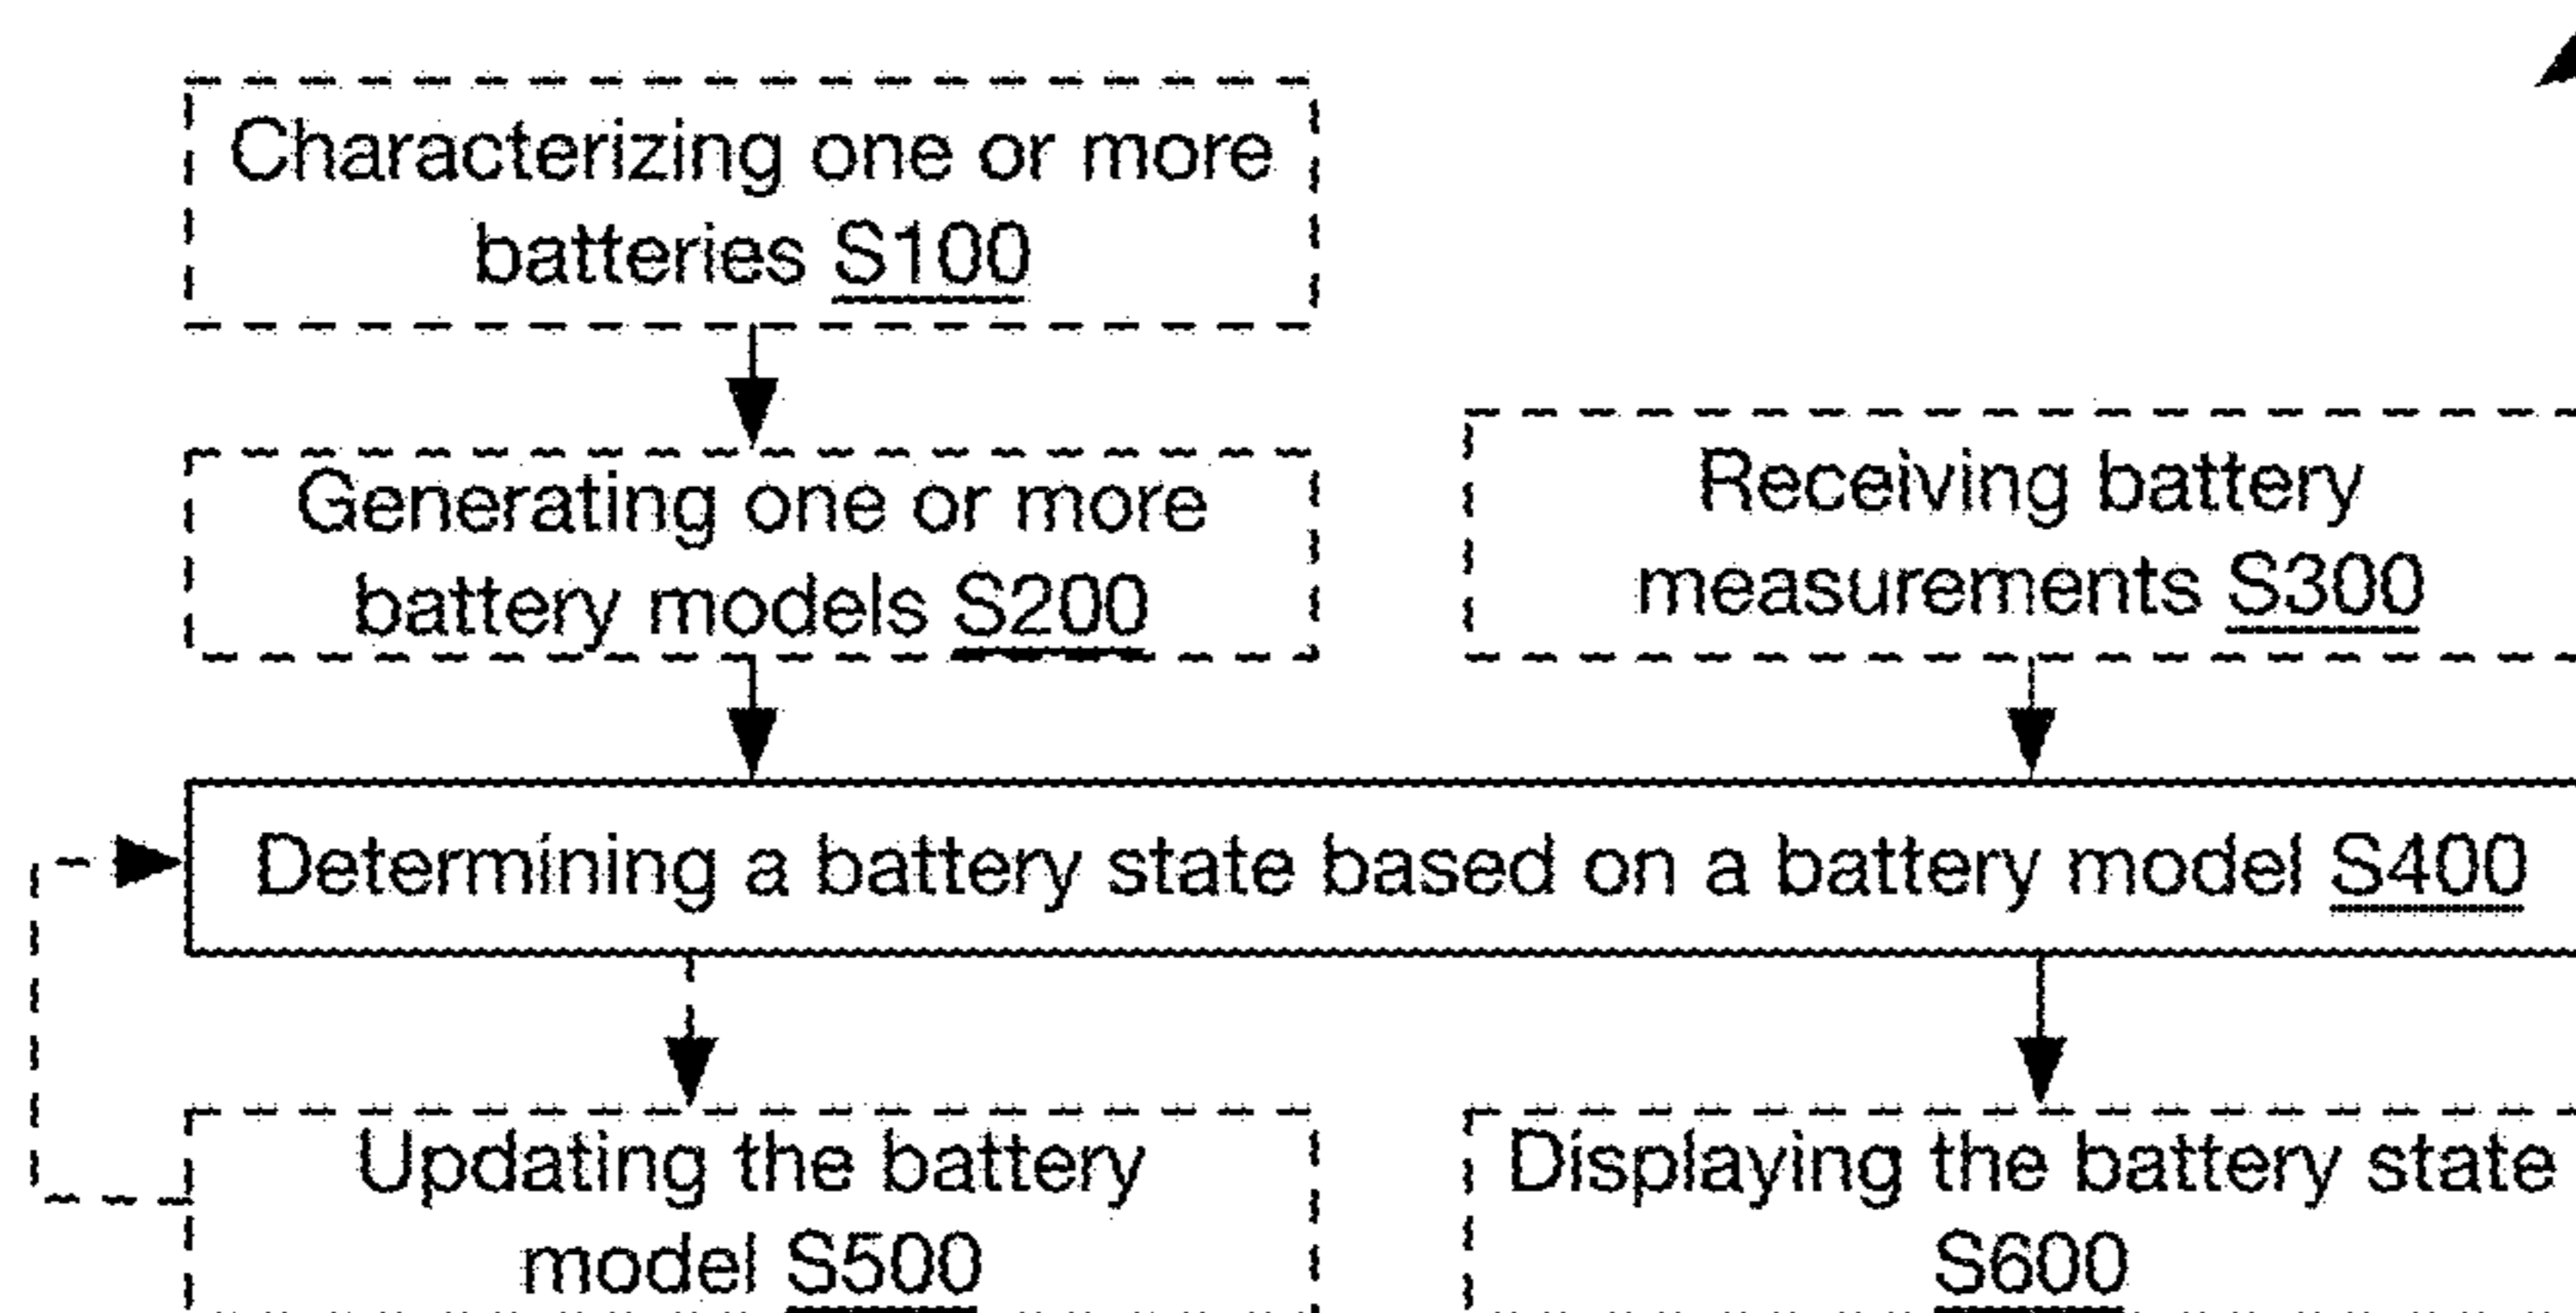 Characterizing one or more
batteries S100
Generating one or more
battery models S200
Receiving battery
measurements S300
Determining a battery state based on a battery model S400
Updating the battery
model S500
Displaying the battery state
S600